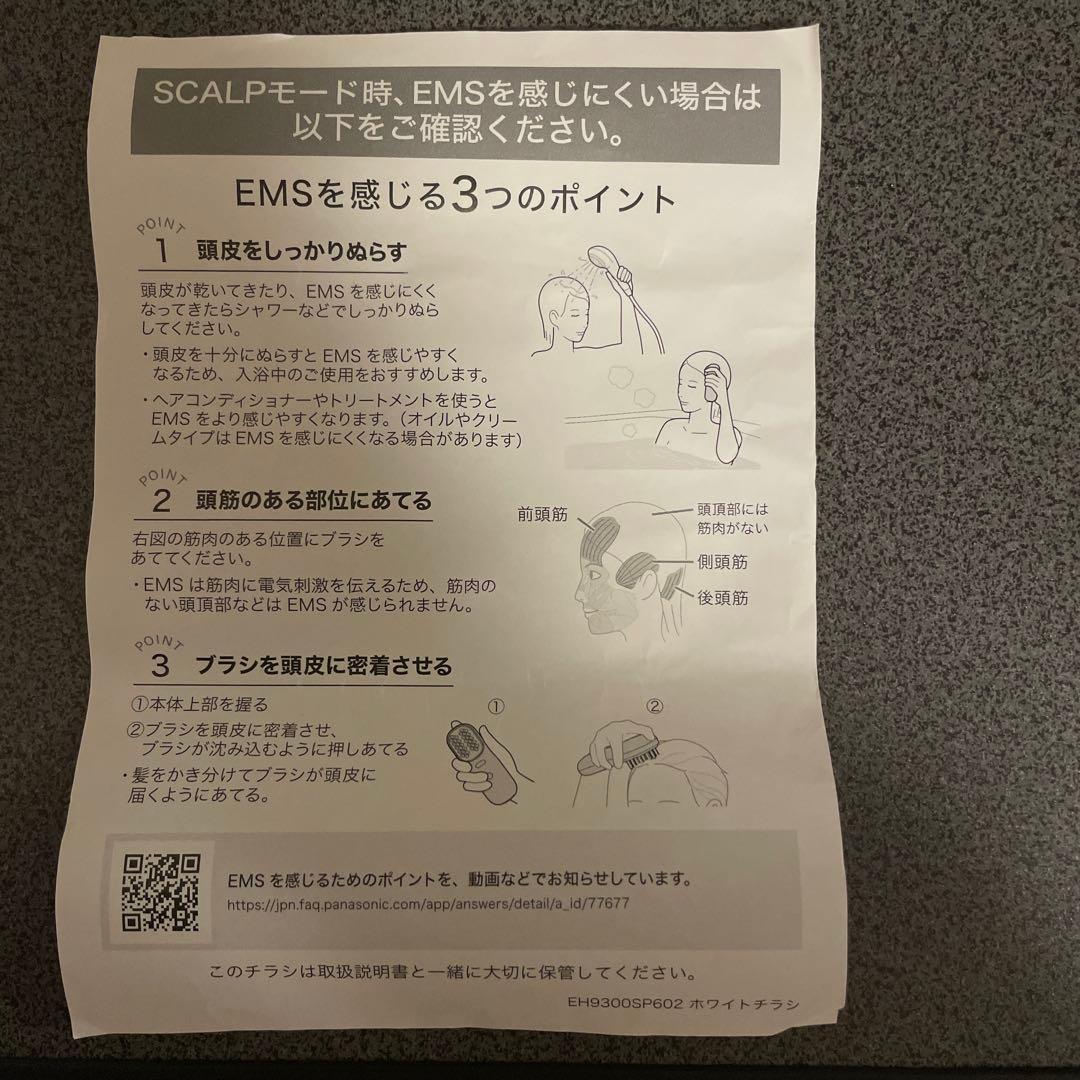 SCALPモード時、EMSを感じにくい場合は
以下をご確認ください。
EMSを感じる3つのポイント
POINT
1 頭皮をしっかりぬらす
頭皮が乾いてきたり、EMSを感じにくく
なってきたらシャワーなどでしっかりぬら
してください。
・頭皮を十分にぬらすとEMSを感じやすく
なるため、入浴中のご使用をおすすめします。
・ヘアコンディショナーやトリートメントを使うと
EMSをより感じやすくなります。（オイルやクリー
ムタイプはEMSを感じにくくなる場合があります）
POINT
2 頭筋のある部位にあてる
右図の筋肉のある位置にブラシを
あててください。
・EMSは筋肉に電気刺激を伝えるため、筋肉の
ない頭頂部などはEMSが感じられません。
前頭筋
頭頂部には
筋肉がない
側頭筋
後頭筋
POINT
3 ブラシを頭皮に密着させる
①本体上部を握る
②ブラシを頭皮に密着させ、
ブラシが沈み込むように押しあてる
・髪をかき分けてブラシが頭皮に
届くようにあてる。
①
②
EMSを感じるためのポイントを、動画などでお知らせしています。
https://jpn.faq.panasonic.com/app/answers/detail/a_id/77677
このチラシは取扱説明書と一緒に大切に保管してください。
EH9300SP602 ホワイトチラシ